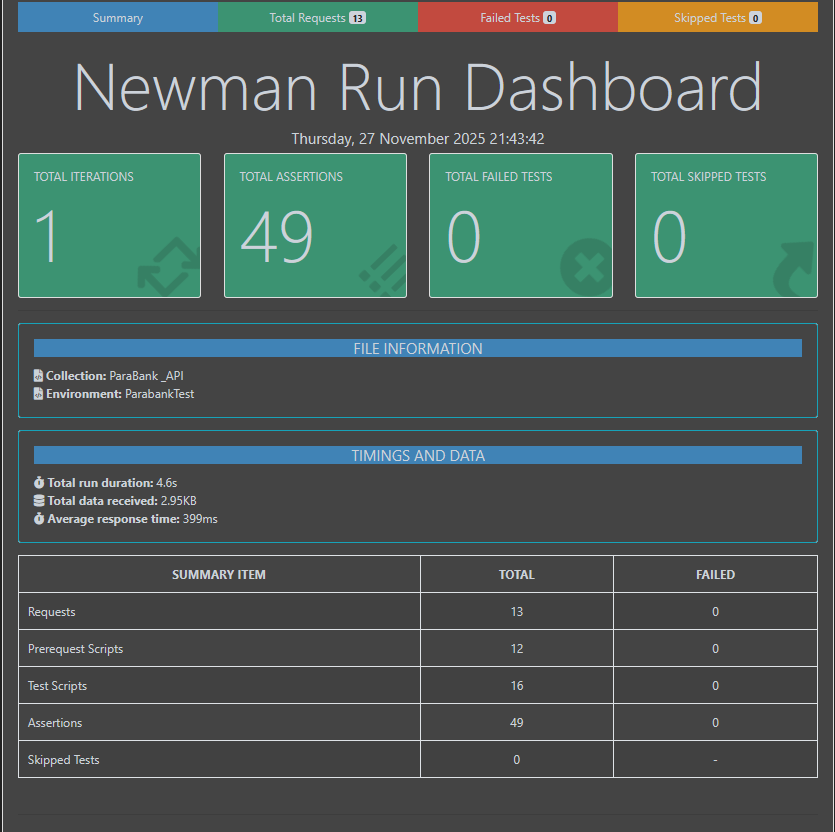 Summary
Total Requests 13
Failed Tests 0
Skipped Tests 0
Newman Run Dashboard
Thursday, 27 November 2025 21:43:42
TOTAL ITERATIONS
1
TOTAL ASSERTIONS
49
TOTAL FAILED TESTS
0
TOTAL SKIPPED TESTS
0
FILE INFORMATION
Collection: ParaBank _API
Environment: ParabankTest
TIMINGS AND DATA
Total run duration: 4.6s
Total data received: 2.95KB
Average response time: 399ms
SUMMARY ITEM TOTAL FAILED
Requests 13 0
Prerequest Scripts 12 0
Test Scripts 16 0
Assertions 49 0
Skipped Tests 0 -